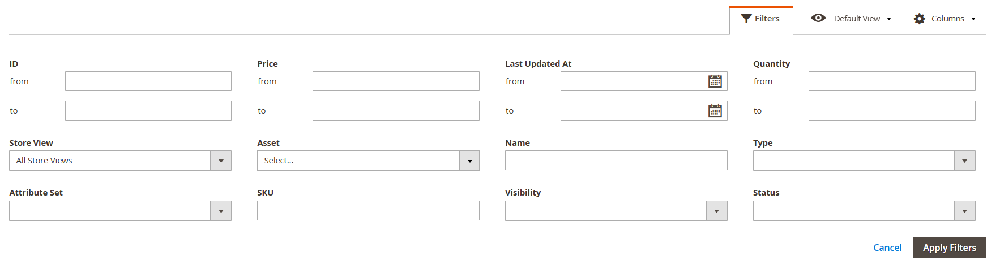 Filters Default View Columns
ID Price Last Updated At Quantity
from from from from
to to to to
Store View Asset Name Type
All Store Views Select...
Attribute Set SKU Visibility Status
Cancel Apply Filters